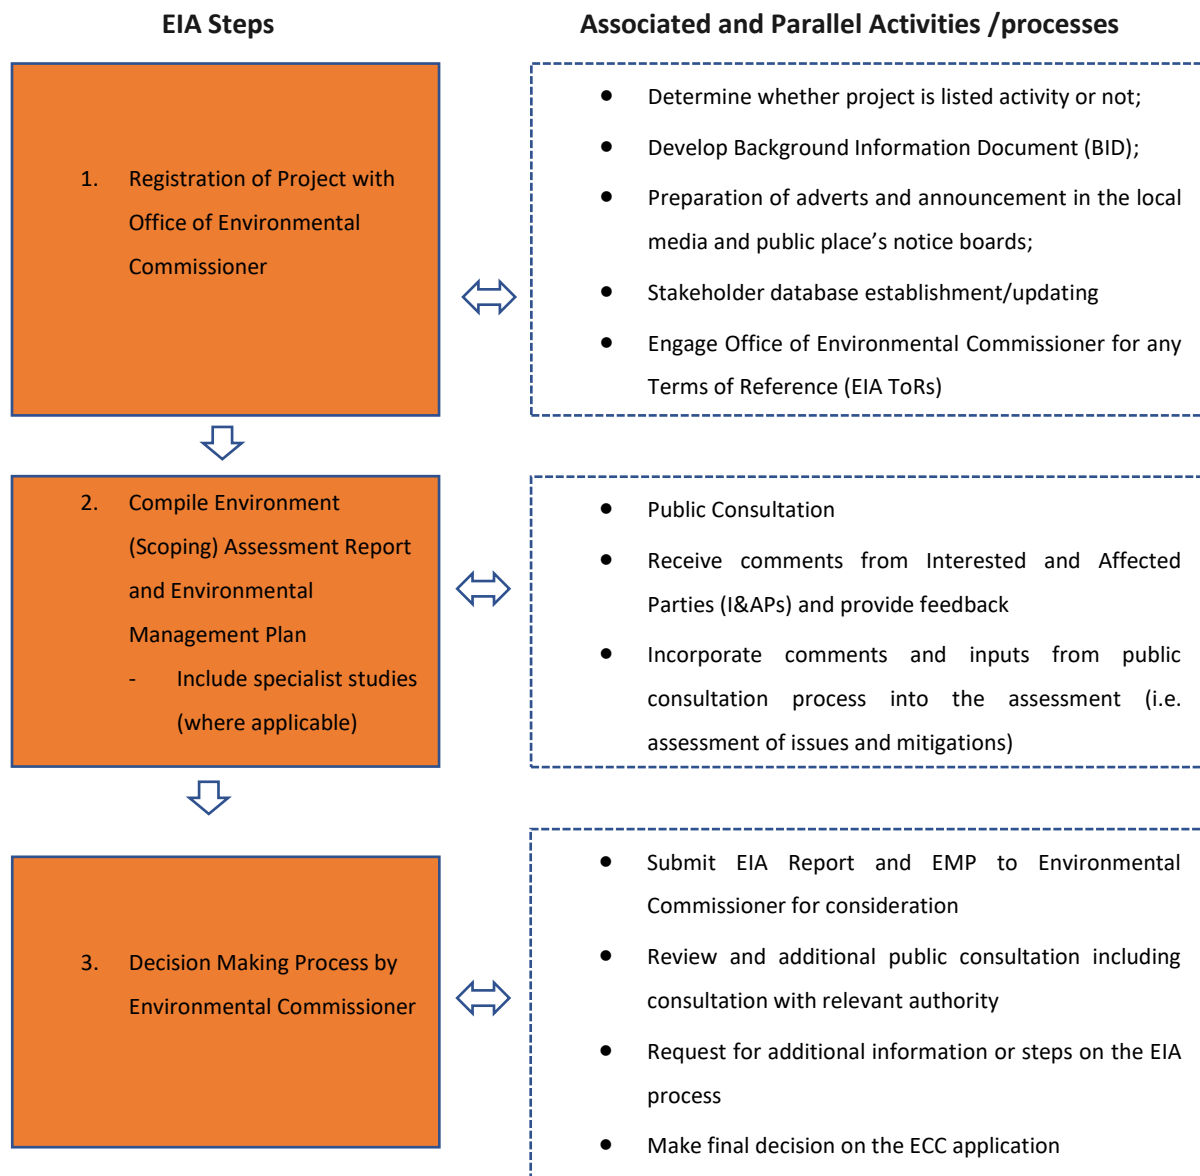 EIA Steps
Associated and Parallel Activities /processes
1. Registration of Project with
Office of Environmental
Commissioner
● Determine whether project is listed activity or not;
● Develop Background Information Document (BID);
● Preparation of adverts and announcement in the local
media and public place’s notice boards;
● Stakeholder database establishment/updating
● Engage Office of Environmental Commissioner for any
Terms of Reference (EIA ToRs)
2. Compile Environment
(Scoping) Assessment Report
and Environmental
Management Plan
- Include specialist studies
(where applicable)
● Public Consultation
● Receive comments from Interested and Affected
Parties (I&APs) and provide feedback
● Incorporate comments and inputs from public
consultation process into the assessment (i.e.
assessment of issues and mitigations)
3. Decision Making Process by
Environmental Commissioner
● Submit EIA Report and EMP to Environmental
Commissioner for consideration
● Review and additional public consultation including
consultation with relevant authority
● Request for additional information or steps on the EIA
process
● Make final decision on the ECC application